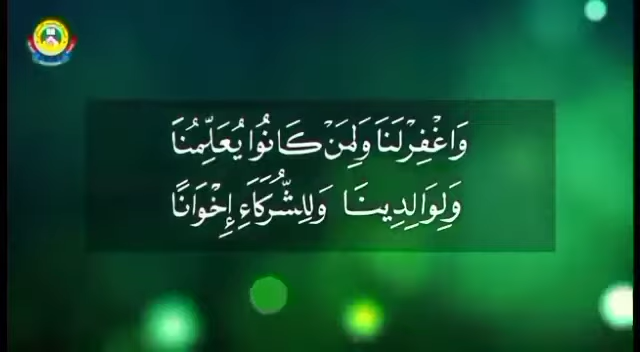 وَاغْفِرْلَنَا وَلِمَنْ كَانُوا يُعَلِّمُنَا
وَلِوَالِدِينَا وَلِلشُّرَكَاءِ إِخْوَانًا